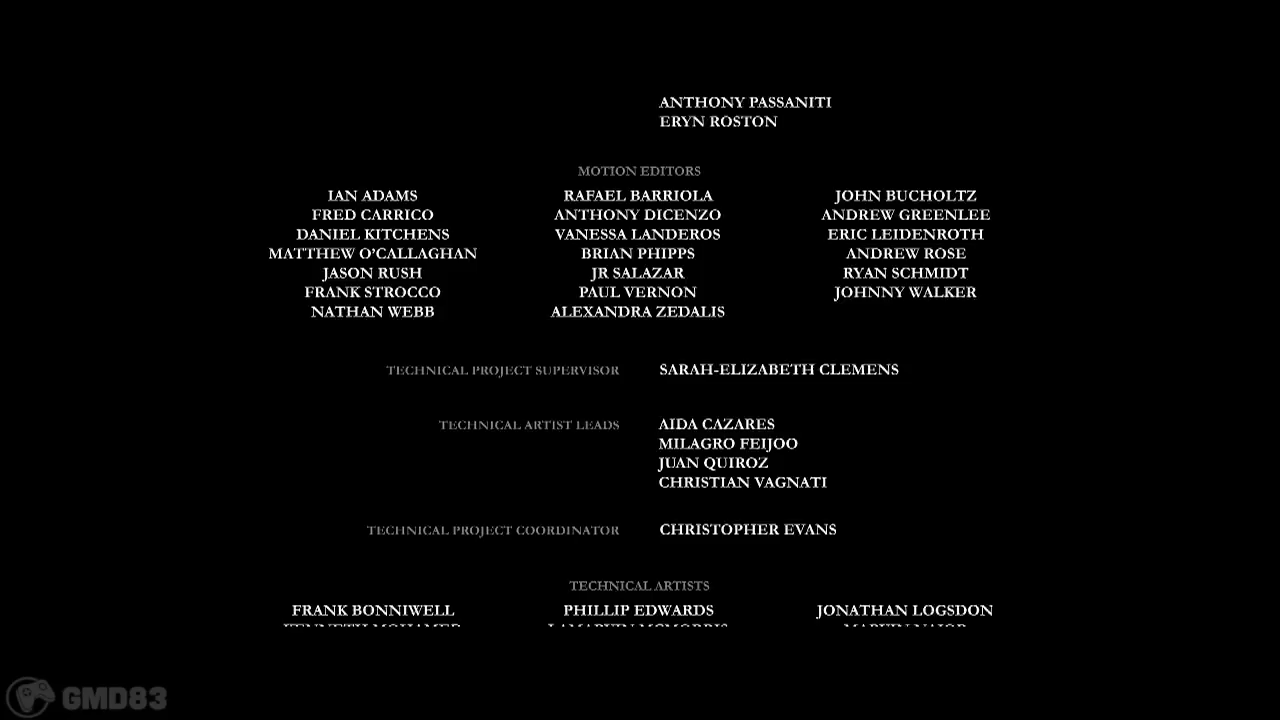 ANTHONY PASSANITI
ERYN ROSTON
MOTION EDITORS
IAN ADAMS RAFAEL BARRIOLA JOHN BUCHOLTZ
FRED CARRICO ANTHONY DICENZO ANDREW GREENLEE
DANIEL KITCHENS VANESSA LANDEROS ERIC LEIDENROTH
MATTHEW O'CALLAGHAN BRIAN PHIPPS ANDREW ROSE
JASON RUSH JR SALAZAR RYAN SCHMIDT
FRANK STROCCO PAUL VERNON JOHNNY WALKER
NATHAN WEBB ALEXANDRA ZEDALIS
TECHNICAL PROJECT SUPERVISOR SARAH-ELIZABETH CLEMENS
TECHNICAL ARTIST LEADS AIDA CAZARES
MILAGRO FEIJOO
JUAN QUIROZ
CHRISTIAN VAGNATI
TECHNICAL PROJECT COORDINATOR CHRISTOPHER EVANS
TECHNICAL ARTISTS
FRANK BONNIWELL PHILLIP EDWARDS JONATHAN LOGSDON
GMD83